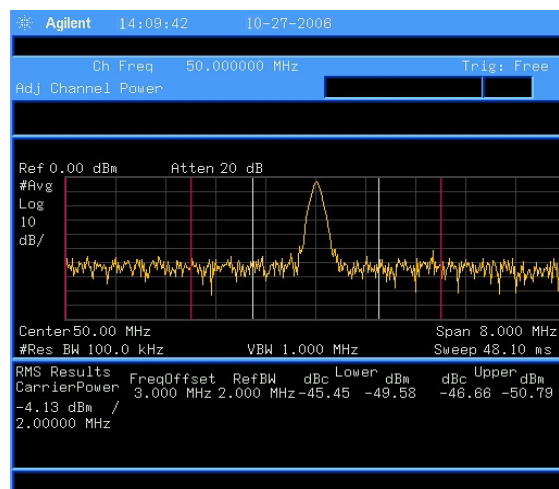 Agilent 14:09:42 10-27-2006
Ch Freq 50.000000 MHz Trig: Free
Adj Channel Power
Ref 0.00 dBm Atten 20 dB
#Avg
Log
10
dB/
Center 50.00 MHz Span 8.000 MHz
#Res BW 100.0 kHz VBW 1.000 MHz Sweep 48.10 ms
RMS Results FreqOffset RefBW dBc Lower dBm dBc Upper dBm
CarrierPower 3.000 MHz 2.000 MHz -45.45 -49.58 -46.66 -50.79
-4.13 dBm /
2.00000 MHz